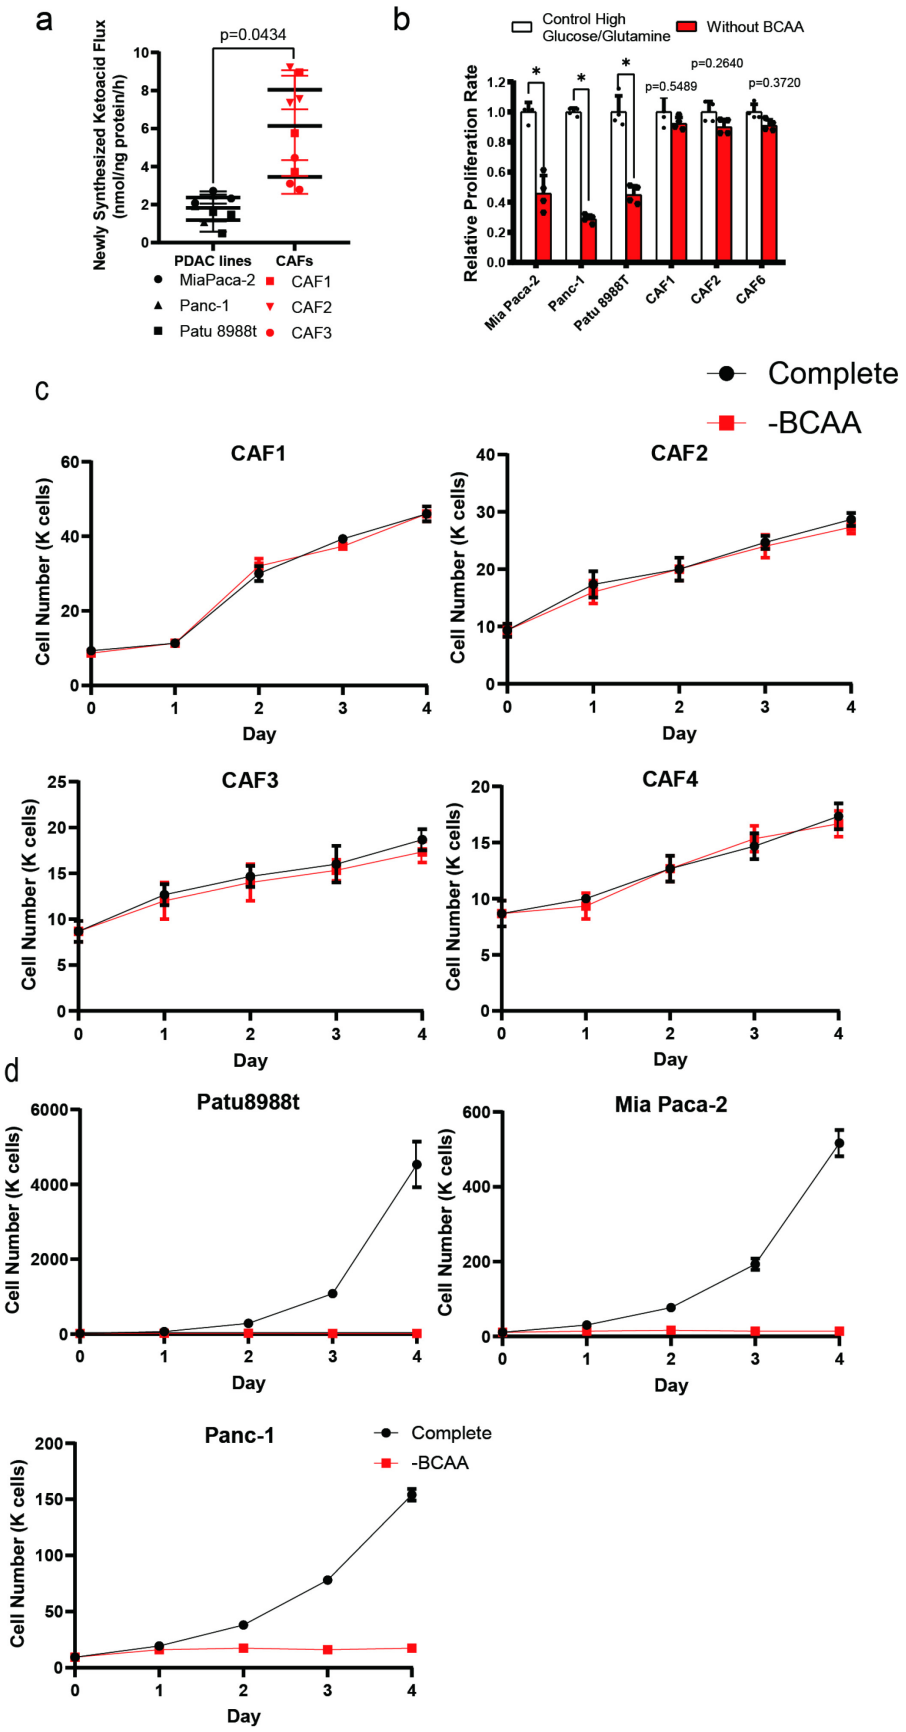 a
p=0.0434
Newly Synthesized Ketoacid Flux
(nmol/ng protein/h)
10
8
6
4
2
0
PDAC lines
CAFs
MiaPaca-2
CAF1
Panc-1
CAF2
Patu 8988t
CAF3
b
Control High
Glucose/Glutamine
Without BCAA
Relative Proliferation Rate
1.2
1.0
0.8
0.6
0.4
0.2
0.0
*
*
*
p=0.5489
p=0.2640
p=0.3720
Mia Paca-2
Panc-1
Patu 8988T
CAF1
CAF2
CAF6
c
Complete
-BCAA
CAF1
Cell Number (K cells)
60
40
20
0
0 1 2 3 4
Day
CAF2
Cell Number (K cells)
40
30
20
10
0
0 1 2 3 4
Day
CAF3
Cell Number (K cells)
25
20
15
10
5
0
0 1 2 3 4
Day
CAF4
Cell Number (K cells)
20
15
10
5
0
0 1 2 3 4
Day
d
Patu8988t
Cell Number (K cells)
6000
4000
2000
0
0 1 2 3 4
Day
Mia Paca-2
Cell Number (K cells)
600
400
200
0
0 1 2 3 4
Day
Panc-1
Complete
-BCAA
Cell Number (K cells)
200
150
100
50
0
0 1 2 3 4
Day